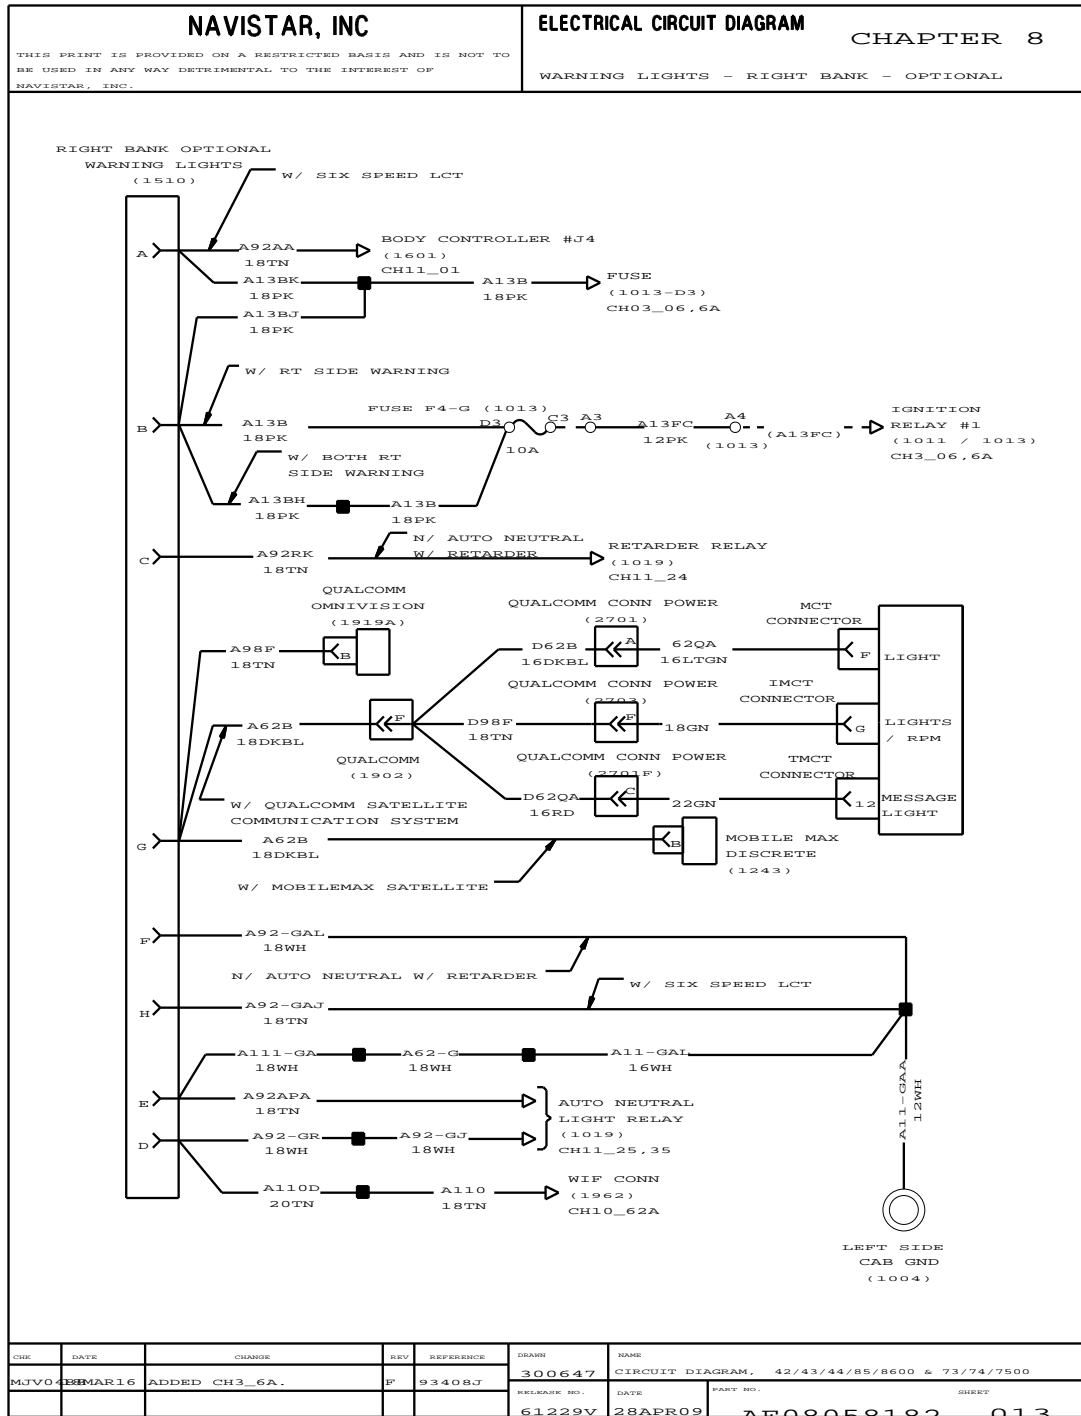 NAVISTAR, INC
THIS PRINT IS PROVIDED ON A RESTRICTED BASIS AND IS NOT TO
BE USED IN ANY WAY DETRIMENTAL TO THE INTEREST OF
NAVISTAR, INC.
ELECTRICAL CIRCUIT DIAGRAM
CHAPTER 8
WARNING LIGHTS - RIGHT BANK - OPTIONAL
RIGHT BANK OPTIONAL
WARNING LIGHTS
(1510)
W/ SIX SPEED LCT
A
A92AA
18TN
BODY CONTROLLER #J4
(1601)
CH11_01
A13BK
18PK
A13B
18PK
FUSE
(1013-D3)
CH03_06,6A
A13BJ
18PK
W/ RT SIDE WARNING
B
A13B
18PK
FUSE F4-G (1013)
D3
10A
C3
A3
A13FC
12PK
A4
(1013)
(A13FC)
IGNITION
RELAY #1
(1011 / 1013)
CH3_06,6A
W/ BOTH RT
SIDE WARNING
A13BH
18PK
A13B
18PK
C
A92RK
18TN
N/ AUTO NEUTRAL
W/ RETARDER
RETARDER RELAY
(1019)
CH11_24
QUALCOMM
OMNIVISION
(1919A)
A98F
18TN
B
QUALCOMM CONN POWER
(2701)
D62B
16DKBL
A
62QA
16LTGN
MCT
CONNECTOR
F
LIGHT
QUALCOMM CONN POWER
(2703)
A62B
18DKBL
F
QUALCOMM
(1902)
D98F
18TN
F
18GN
IMCT
CONNECTOR
G
LIGHTS
/ RPM
QUALCOMM CONN POWER
(2701F)
D62QA
16RD
C
22GN
TMCT
CONNECTOR
12
MESSAGE
LIGHT
W/ QUALCOMM SATELLITE
COMMUNICATION SYSTEM
G
A62B
18DKBL
B
MOBILE MAX
DISCRETE
(1243)
W/ MOBILEMAX SATELLITE
F
A92-GAL
18WH
N/ AUTO NEUTRAL W/ RETARDER
W/ SIX SPEED LCT
H
A92-GAJ
18TN
A111-GA
18WH
A62-G
18WH
A11-GAL
16WH
E
A92APA
18TN
AUTO NEUTRAL
LIGHT RELAY
(1019)
CH11_25,35
D
A92-GR
18WH
A92-GJ
18WH
A110D
20TN
A110
18TN
WIF CONN
(1962)
CH10_62A
A11-GAA
12WH
LEFT SIDE
CAB GND
(1004)
CHK
DATE
CHANGE
REV
REFERENCE
ADDED CH3_6A.
F
93408J
DRAWN
300647
NAME
CIRCUIT DIAGRAM, 42/43/44/85/8600 & 73/74/7500
RELEASE NO.
61229V
DATE
28APR09
PART NO.
AE08058182
SHEET
013